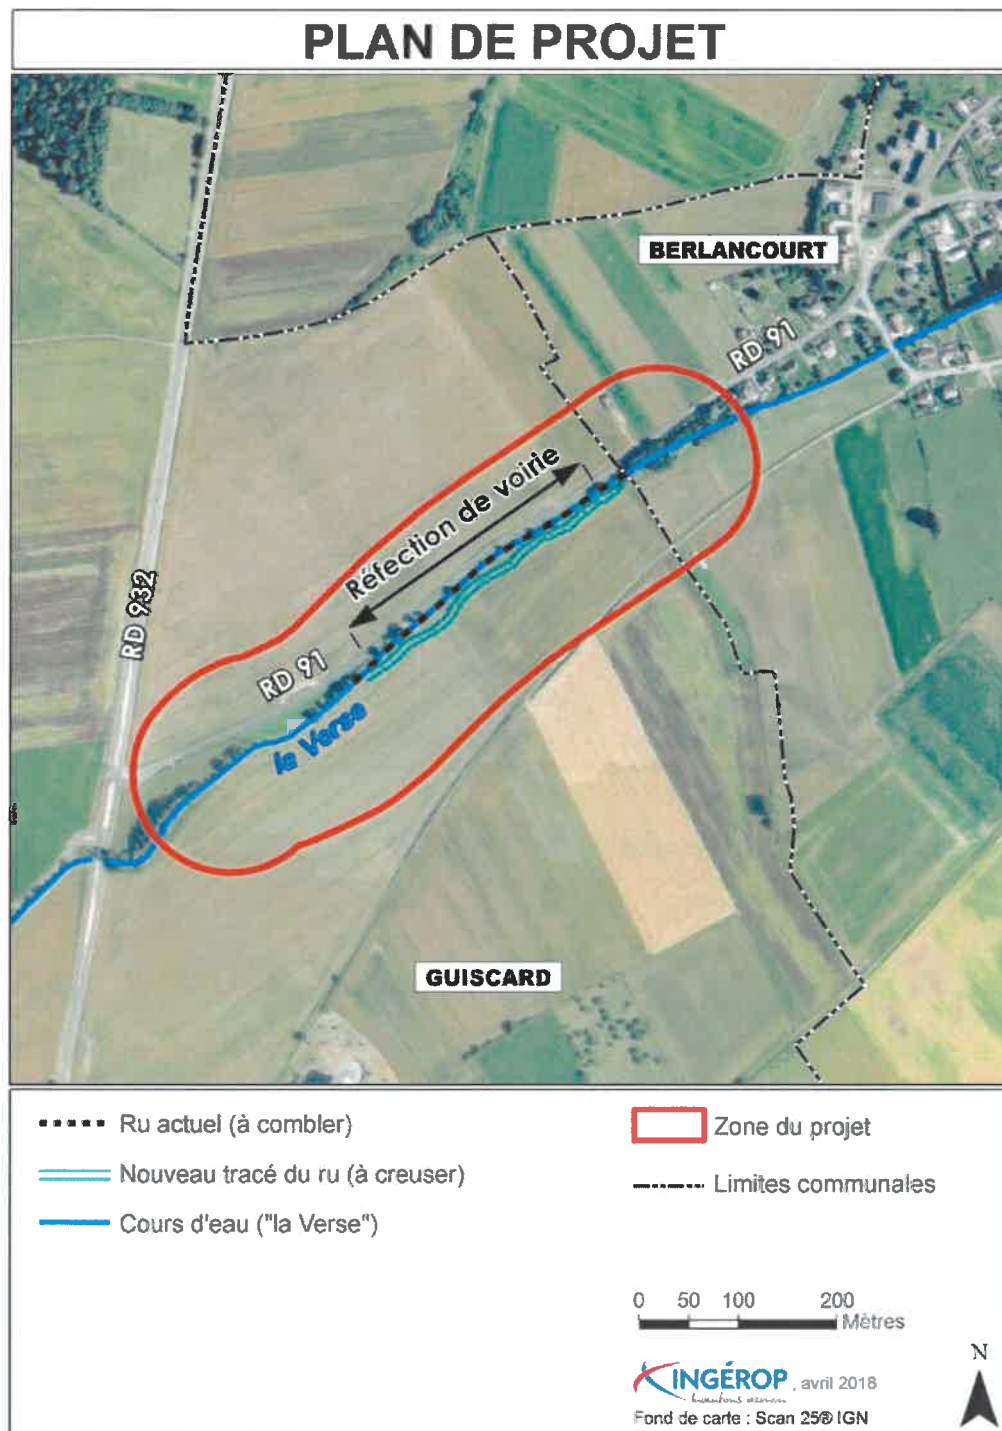 PLAN DE PROJET
BERLANCOURT
RD 91
Réfection de voirie
RD 932
RD 91
la Verse
GUISCARD
Ru actuel (à combler)
Nouveau tracé du ru (à creuser)
Cours d'eau ("la Verse")
Zone du projet
Limites communales
0 50 100 200
Mètres
N
INGÉROP, avril 2018
Inventons demain
Fond de carte : Scan 25® IGN